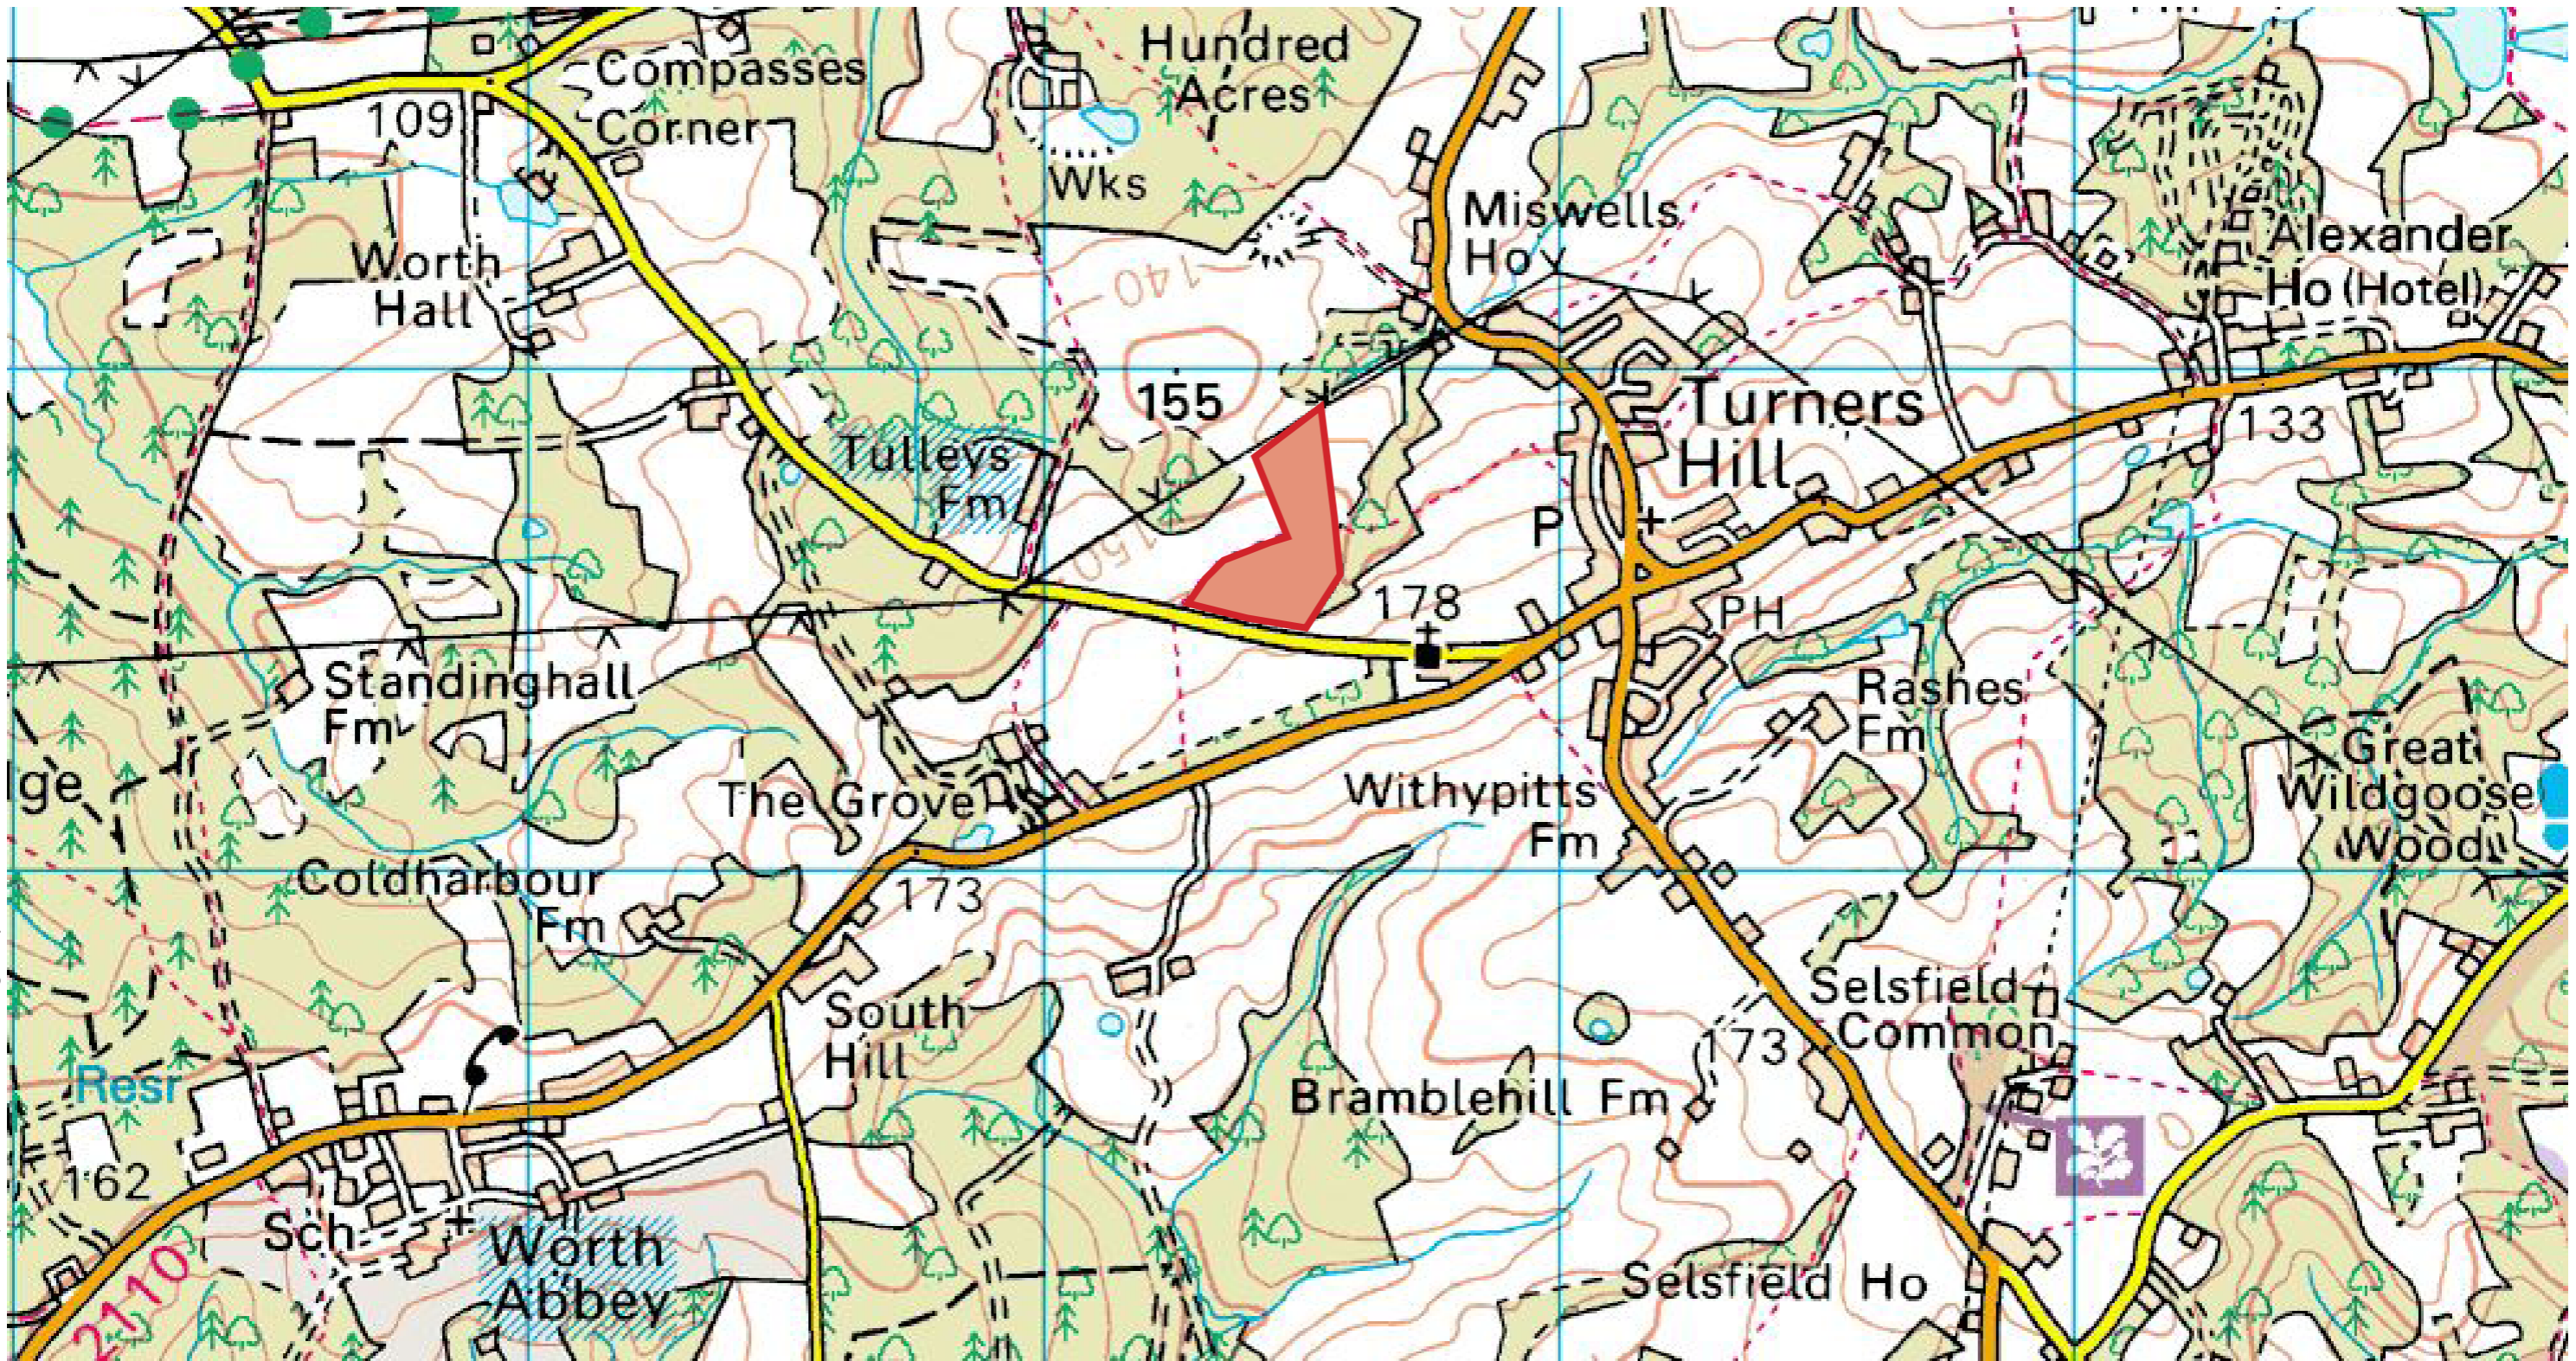 Hundred
Acres
Compasses
Corner
109
Wks
Miswells
Ho
Alexander
Ho (Hotel)
Worth
Hall
140
155
Turners
Hill
133
Tulleys
Fm
150
P
178
PH
Standinghall
Fm
Rashes
Fm
Great
Wildgoose
Wood
ge
The Grove
Withypitts
Fm
Coldharbour
Fm
173
South
Hill
Selsfield
Common
173
Resr
Bramblehill Fm
162
Sch
Worth
Abbey
2110
Selsfield Ho